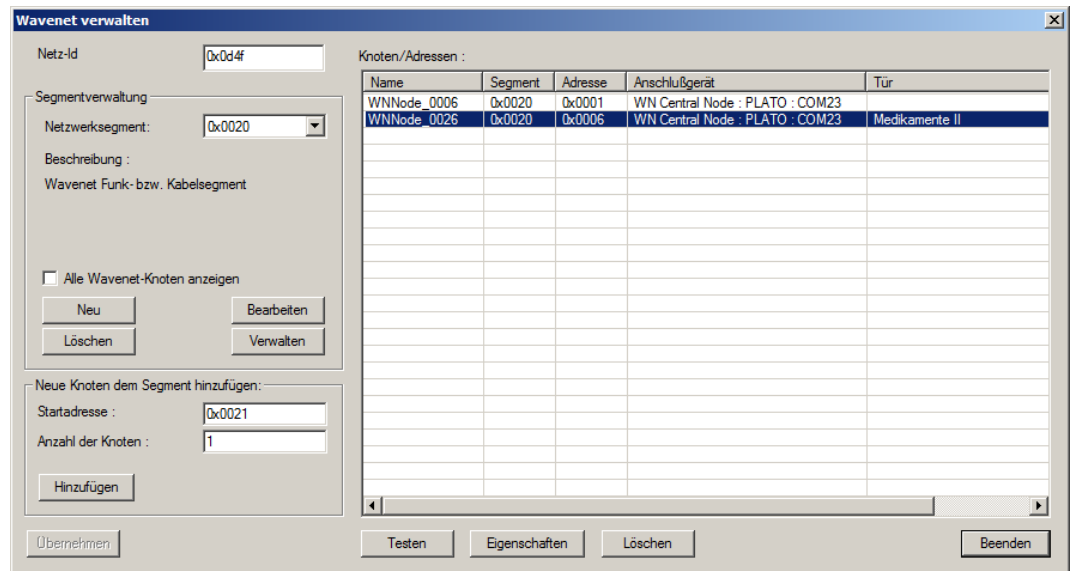 Wavenet verwalten
Netz-Id
0x0d4f
Segmentverwaltung
Netzwerksegment:
0x0020
Beschreibung :
Wavenet Funk- bzw. Kabelsegment
Alle Wavenet-Knoten anzeigen
Neu
Bearbeiten
Löschen
Verwalten
Neue Knoten dem Segment hinzufügen:
Startadresse :
0x0021
Anzahl der Knoten :
1
Hinzufügen
Übernehmen
Knoten/Adressen :
Name Segment Adresse Anschlußgerät Tür
WNNode_0006 0x0020 0x0001 WN Central Node : PLATO : COM23
WNNode_0026 0x0020 0x0006 WN Central Node : PLATO : COM23 Medikamente II
Testen
Eigenschaften
Löschen
Beenden